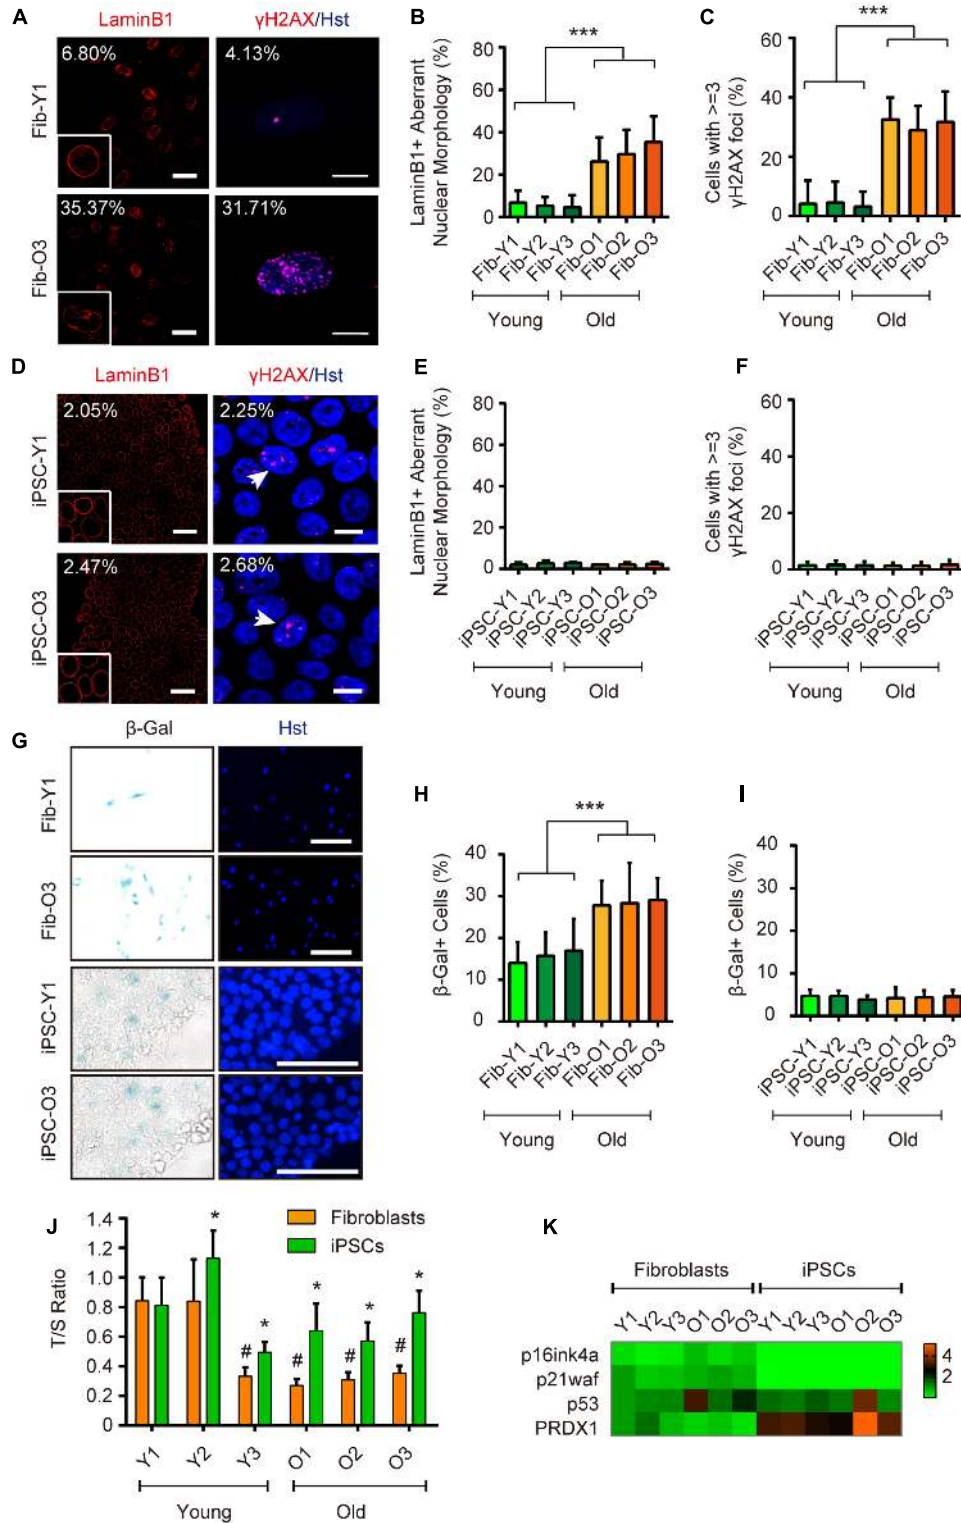 A
LaminB1
γH2AX/Hst
Fib-Y1
6.80%
4.13%
Fib-O3
35.37%
31.71%
B
LaminB1+ Aberrant
Nuclear Morphology (%)
80
60
40
20
0
***
Fib-Y1
Fib-Y2
Fib-Y3
Fib-O1
Fib-O2
Fib-O3
Young
Old
C
Cells with >=3
γH2AX foci (%)
60
40
20
0
***
Fib-Y1
Fib-Y2
Fib-Y3
Fib-O1
Fib-O2
Fib-O3
Young
Old
D
LaminB1
γH2AX/Hst
iPSC-Y1
2.05%
2.25%
iPSC-O3
2.47%
2.68%
E
LaminB1+ Aberrant
Nuclear Morphology (%)
80
60
40
20
0
iPSC-Y1
iPSC-Y2
iPSC-Y3
iPSC-O1
iPSC-O2
iPSC-O3
Young
Old
F
Cells with >=3
γH2AX foci (%)
60
40
20
0
iPSC-Y1
iPSC-Y2
iPSC-Y3
iPSC-O1
iPSC-O2
iPSC-O3
Young
Old
G
β-Gal
Hst
Fib-Y1
Fib-O3
iPSC-Y1
iPSC-O3
H
β-Gal+ Cells (%)
40
30
20
10
0
***
Fib-Y1
Fib-Y2
Fib-Y3
Fib-O1
Fib-O2
Fib-O3
Young
Old
I
β-Gal+ Cells (%)
40
30
20
10
0
iPSC-Y1
iPSC-Y2
iPSC-Y3
iPSC-O1
iPSC-O2
iPSC-O3
Young
Old
J
T/S Ratio
1.4
1.2
1.0
0.8
0.6
0.4
0.2
0
Fibroblasts
iPSCs
*
# *
# *
# *
# *
Y1
Y2
Y3
O1
O2
O3
Young
Old
K
Fibroblasts
iPSCs
Y1 Y2 Y3 O1 O2 O3 Y1 Y2 Y3 O1 O2 O3
p16ink4a
p21waf
p53
PRDX1
4
2